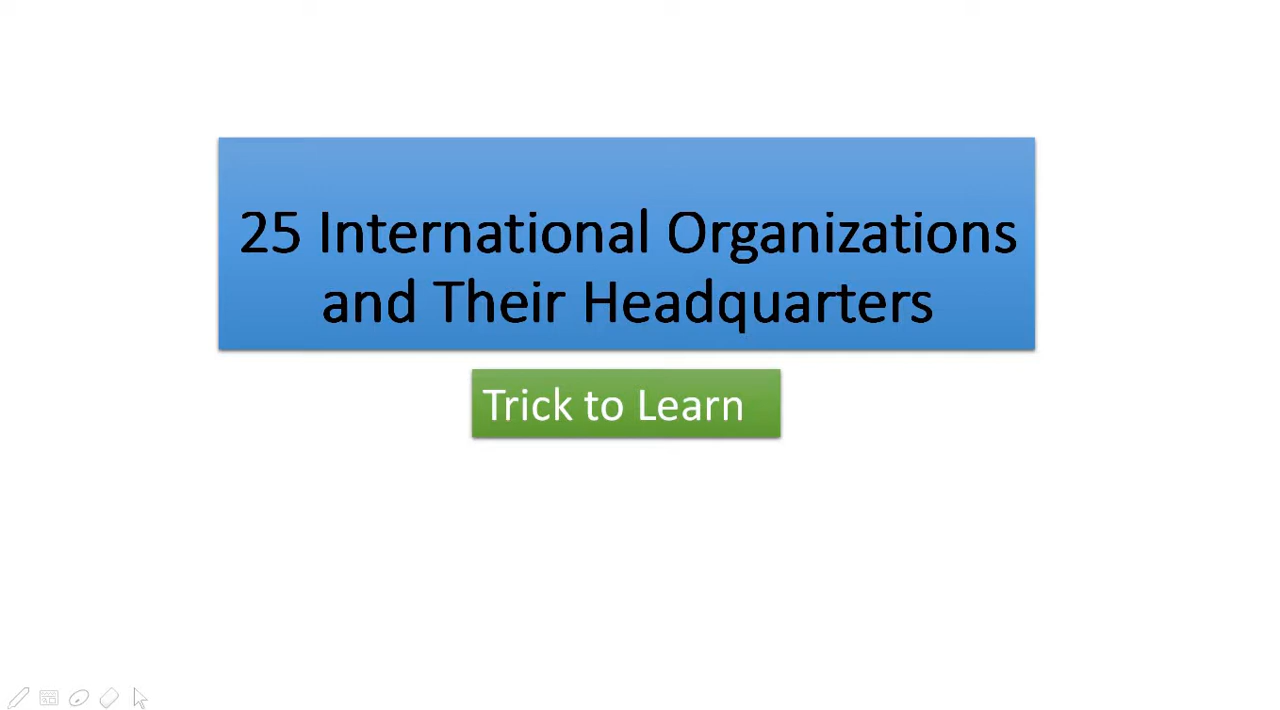 25 International Organizations
and Their Headquarters
Trick to Learn